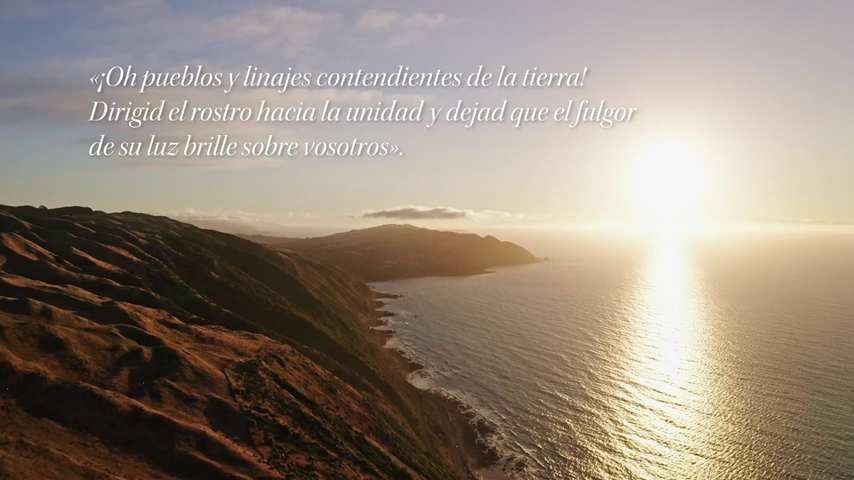 «¡Oh pueblos y linajes contendientes de la tierra!
Dirigid el rostro hacia la unidad y dejad que el fulgor
de su luz brille sobre vosotros».